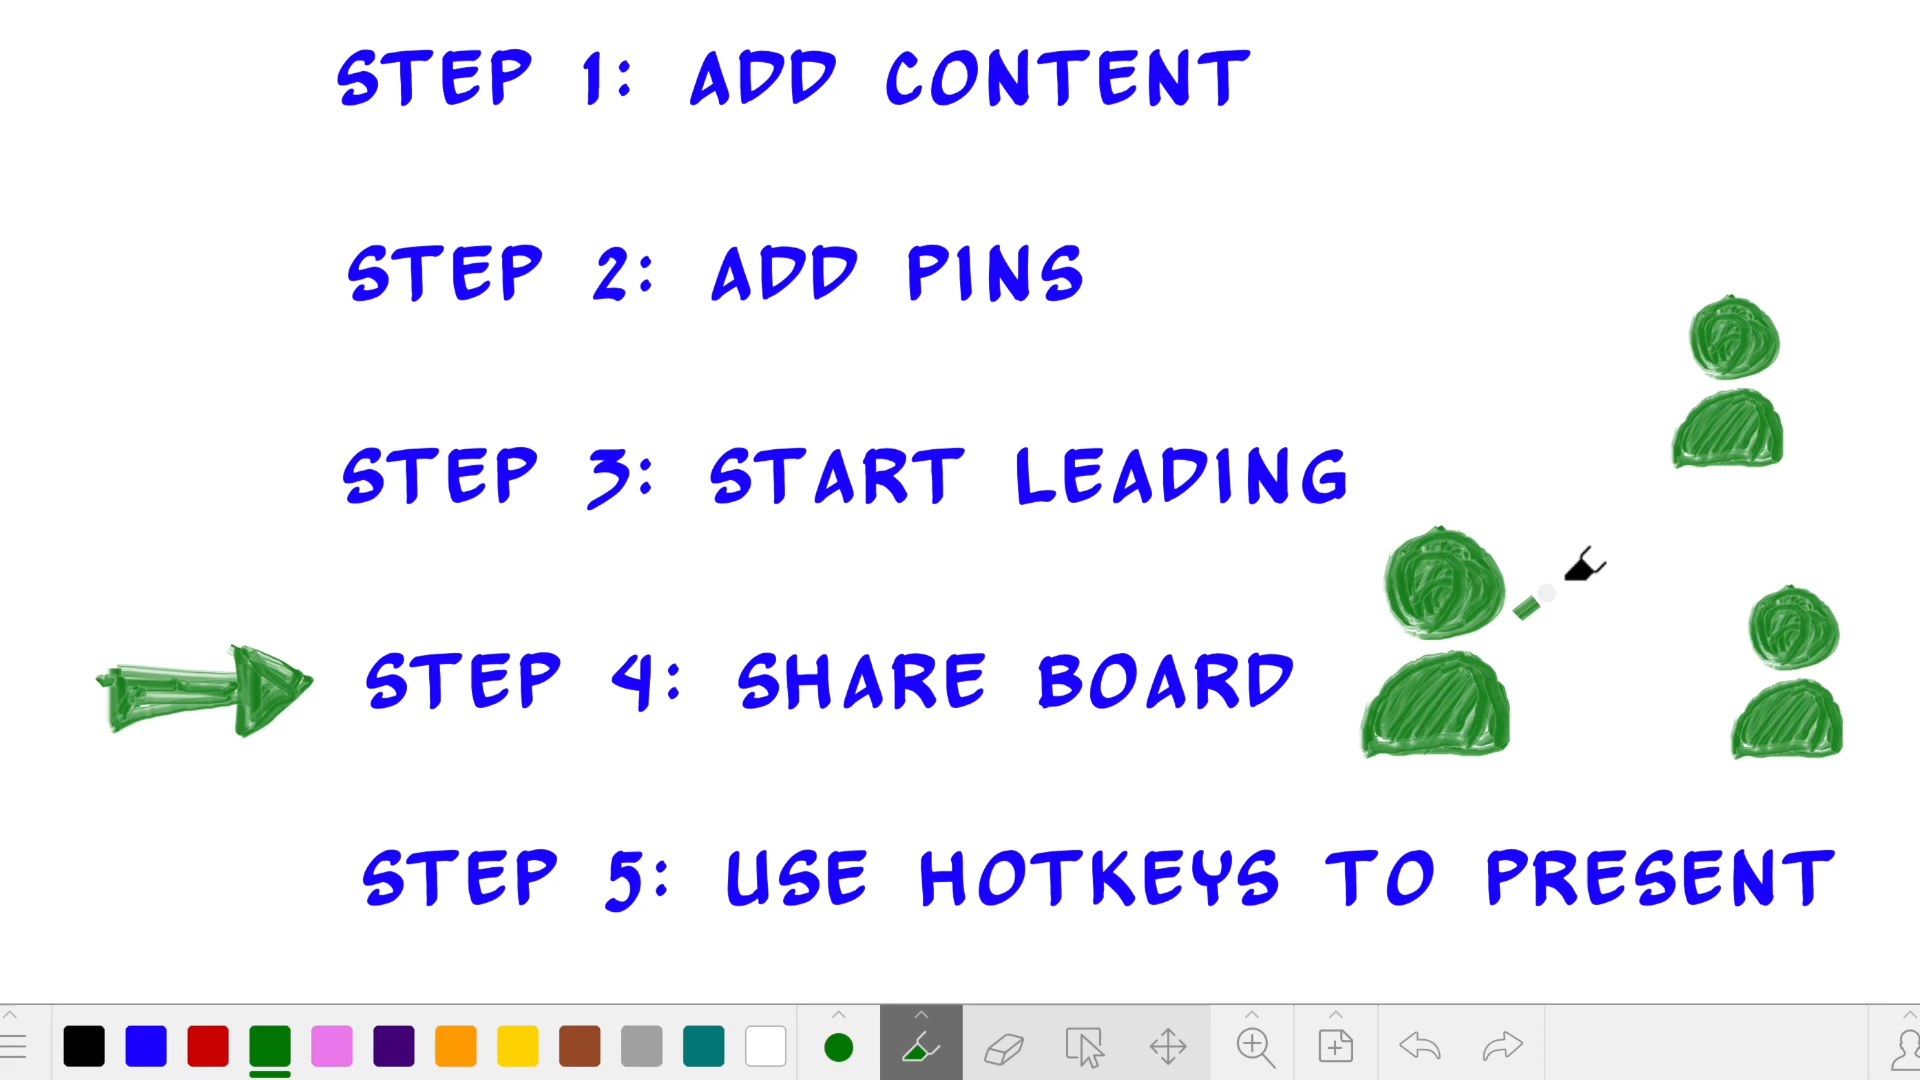 STEP 1: ADD CONTENT
STEP 2: ADD PINS
STEP 3: START LEADING
STEP 4: SHARE BOARD
STEP 5: USE HOTKEYS TO PRESENT